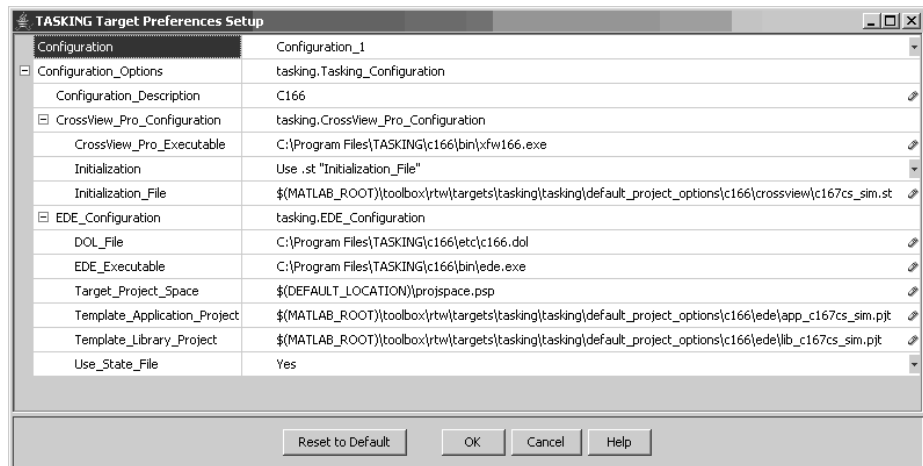 TASKING Target Preferences Setup
Configuration Configuration_1
Configuration_Options tasking.Tasking_Configuration
Configuration_Description C166
CrossView_Pro_Configuration tasking.CrossView_Pro_Configuration
CrossView_Pro_Executable C:\Program Files\TASKING\c166\bin\xfw166.exe
Initialization Use .st "Initialization_File"
Initialization_File $(MATLAB_ROOT)\toolbox\rtw\targets\tasking\tasking\default_project_options\c166\crossview\c167cs_sim.st
EDE_Configuration tasking.EDE_Configuration
DOL_File C:\Program Files\TASKING\c166\etc\c166.dol
EDE_Executable C:\Program Files\TASKING\c166\bin\ede.exe
Target_Project_Space $(DEFAULT_LOCATION)\projspace.psp
Template_Application_Project $(MATLAB_ROOT)\toolbox\rtw\targets\tasking\tasking\default_project_options\c166\ede\app_c167cs_sim.pjt
Template_Library_Project $(MATLAB_ROOT)\toolbox\rtw\targets\tasking\tasking\default_project_options\c166\ede\lib_c167cs_sim.pjt
Use_State_File Yes
Reset to Default OK Cancel Help